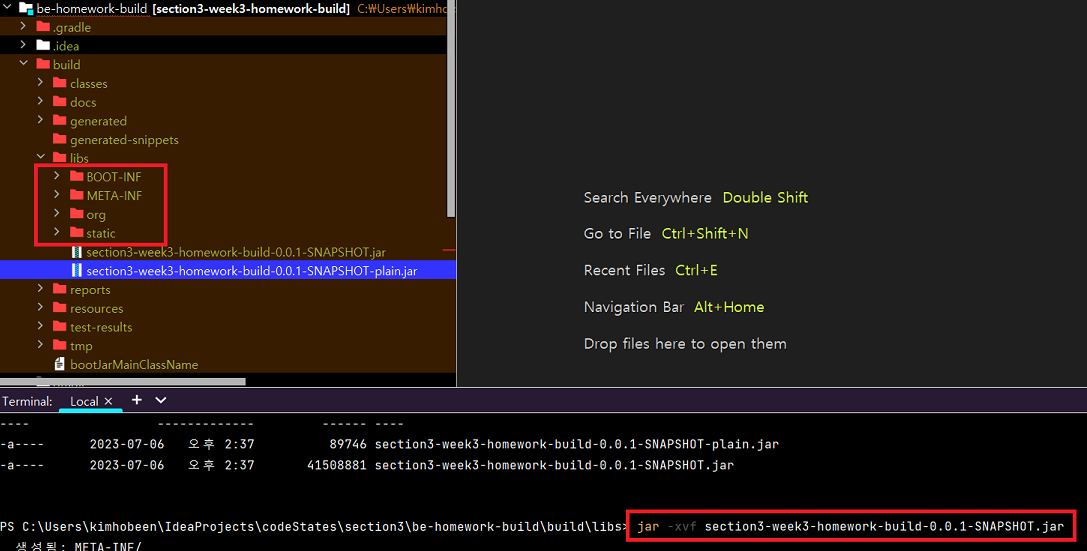 be-homework-build [section3-week3-homework-build] C:₩Users₩kimho
.gradle
.idea
build
classes
docs
generated
generated-snippets
libs
BOOT-INF
META-INF
org
static
section3-week3-homework-build-0.0.1-SNAPSHOT.jar
section3-week3-homework-build-0.0.1-SNAPSHOT-plain.jar
reports
resources
test-results
tmp
bootJarMainClassName
Search Everywhere Double Shift
Go to File Ctrl+Shift+N
Recent Files Ctrl+E
Navigation Bar Alt+Home
Drop files here to open them
Terminal: Local × +
---- ------------- ------ ----
-a---- 2023-07-06 오후 2:37 89746 section3-week3-homework-build-0.0.1-SNAPSHOT-plain.jar
-a---- 2023-07-06 오후 2:37 41508881 section3-week3-homework-build-0.0.1-SNAPSHOT.jar
PS C:\Users\kimhobeen\IdeaProjects\codeStates\section3\be-homework-build\build\libs> jar -xvf section3-week3-homework-build-0.0.1-SNAPSHOT.jar
생성됨: META-INF/